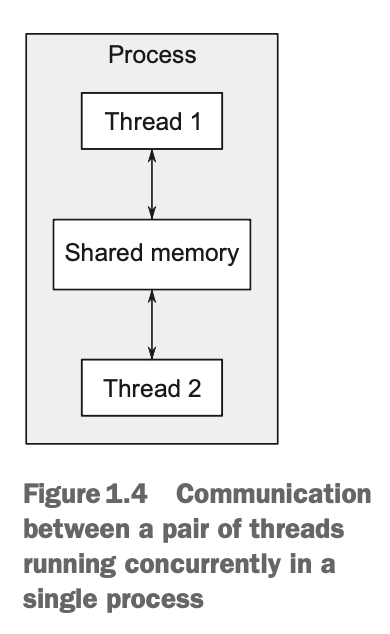 Process
Thread 1
Shared memory
Thread 2
Figure 1.4 Communication
between a pair of threads
running concurrently in a
single process